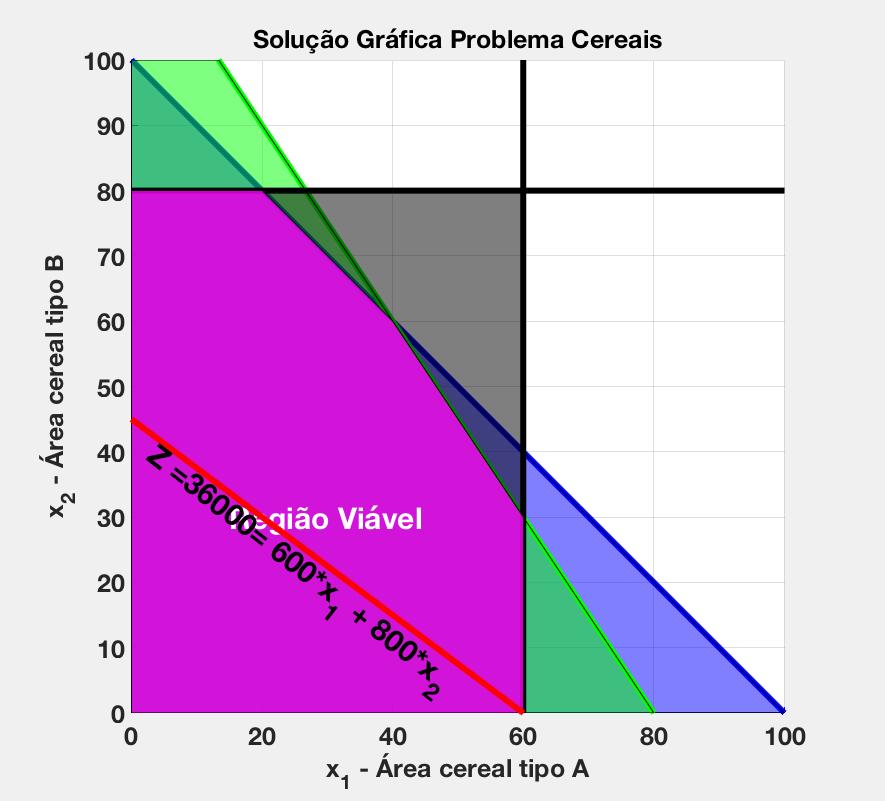 Solução Gráfica Problema Cereais
100
90
80
70
60
50
40
30
20
10
0
x2 - Área cereal tipo B
Região Viável
Z =36000= 600*x1 + 800*x2
0 20 40 60 80 100
x1 - Área cereal tipo A